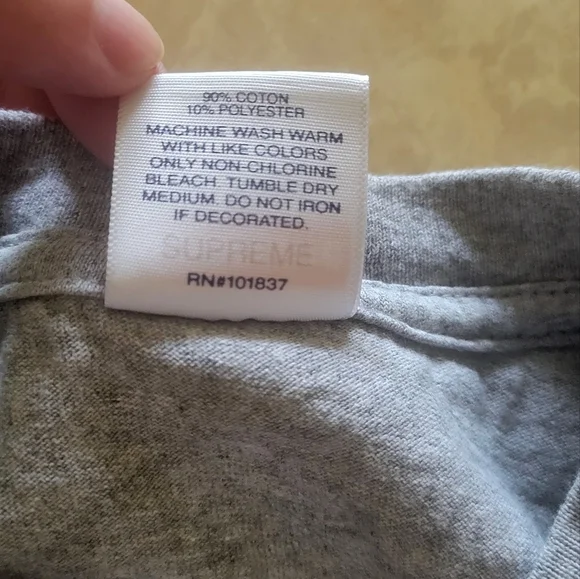 90% COTON
10% POLYESTER
MACHINE WASH WARM
WITH LIKE COLORS
ONLY NON-CHLORINE
BLEACH TUMBLE DRY
MEDIUM. DO NOT IRON
IF DECORATED.
SUPREME
RN#101837